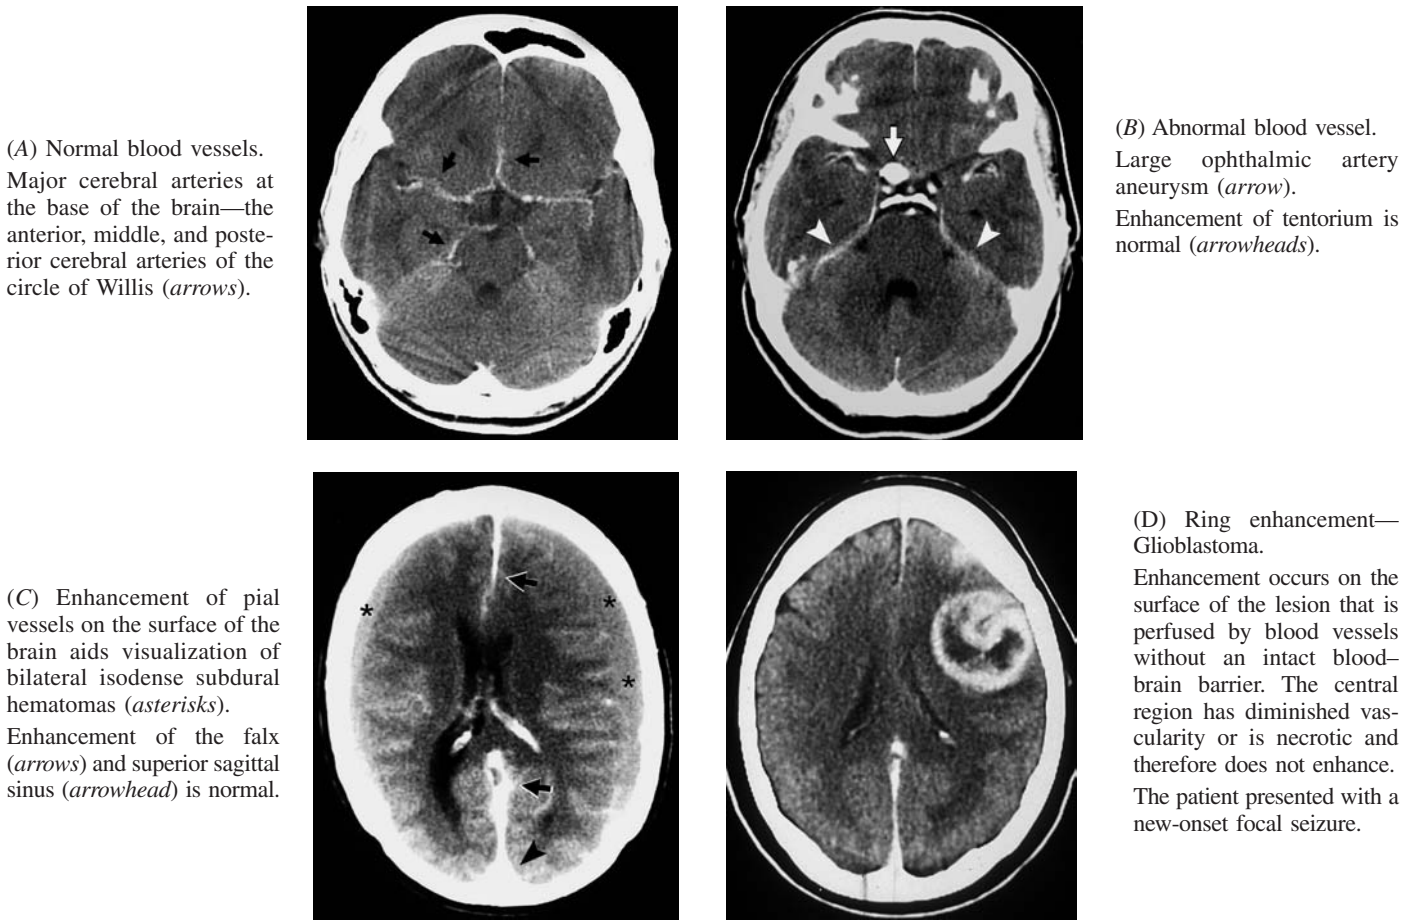 (A) Normal blood vessels.
Major cerebral arteries at
the base of the brain—the
anterior, middle, and poste-
rior cerebral arteries of the
circle of Willis (arrows).
(B) Abnormal blood vessel.
Large ophthalmic artery
aneurysm (arrow).
Enhancement of tentorium is
normal (arrowheads).
(C) Enhancement of pial
vessels on the surface of the
brain aids visualization of
bilateral isodense subdural
hematomas (asterisks).
Enhancement of the falx
(arrows) and superior sagittal
sinus (arrowhead) is normal.
(D) Ring enhancement—
Glioblastoma.
Enhancement occurs on the
surface of the lesion that is
perfused by blood vessels
without an intact blood–
brain barrier. The central
region has diminished vas-
cularity or is necrotic and
therefore does not enhance.
The patient presented with a
new-onset focal seizure.